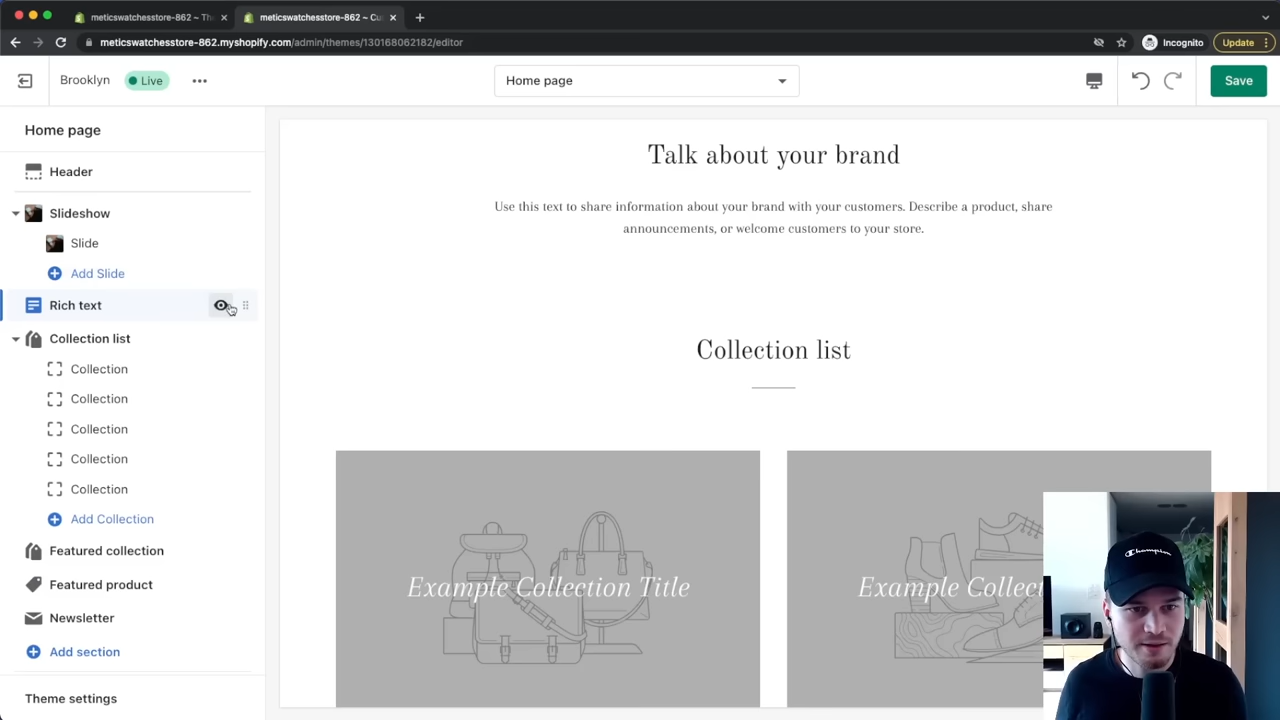 meticswatchesstore-862 ~ Th
meticswatchesstore-862 ~ Cu
meticswatchesstore-862.myshopify.com/admin/themes/130168062182/editor
Incognito
Update
Brooklyn
Live
Home page
Save
Home page
Header
Slideshow
Slide
Add Slide
Rich text
Collection list
Collection
Collection
Collection
Collection
Collection
Add Collection
Featured collection
Featured product
Newsletter
Add section
Theme settings
Talk about your brand
Use this text to share information about your brand with your customers. Describe a product, share
announcements, or welcome customers to your store.
Collection list
Example Collection Title
Example Collect
Champion